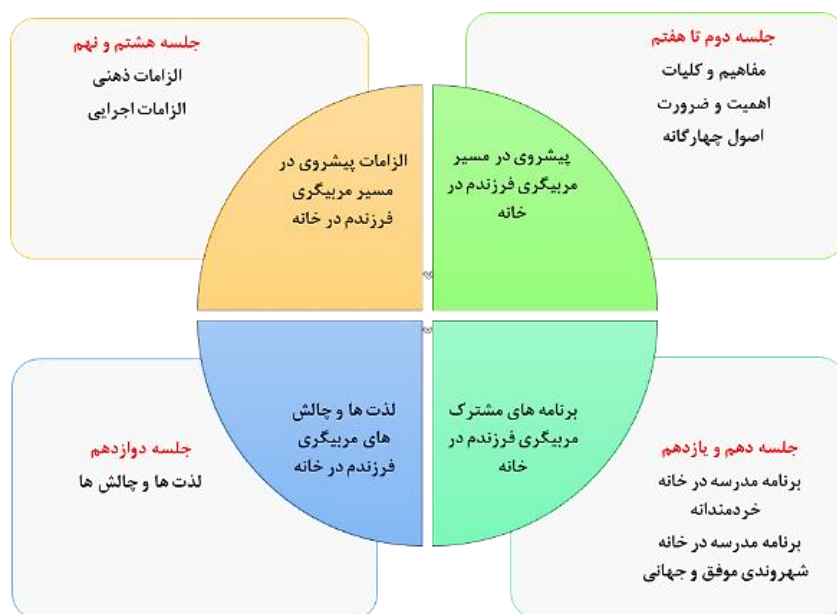 جلسه دوم تا هفتم
مفاهیم و کلیات
اهمیت و ضرورت
اصول چهارگانه
پیشروی در مسیر
مربیگری فرزندم در
خانه
جلسه هشتم و نهم
الزامات ذهنی
الزامات اجرایی
الزامات پیشروی در
مسیر مربیگری
فرزندم در خانه
برنامه های مشترک
مربیگری فرزندم در
خانه
جلسه دهم و یازدهم
برنامه مدرسه در خانه
خردمندانه
برنامه مدرسه در خانه
شهروندی موفق و جهانی
لذت ها و چالش
های مربیگری
فرزندم در خانه
جلسه دوازدهم
لذت ها و چالش ها